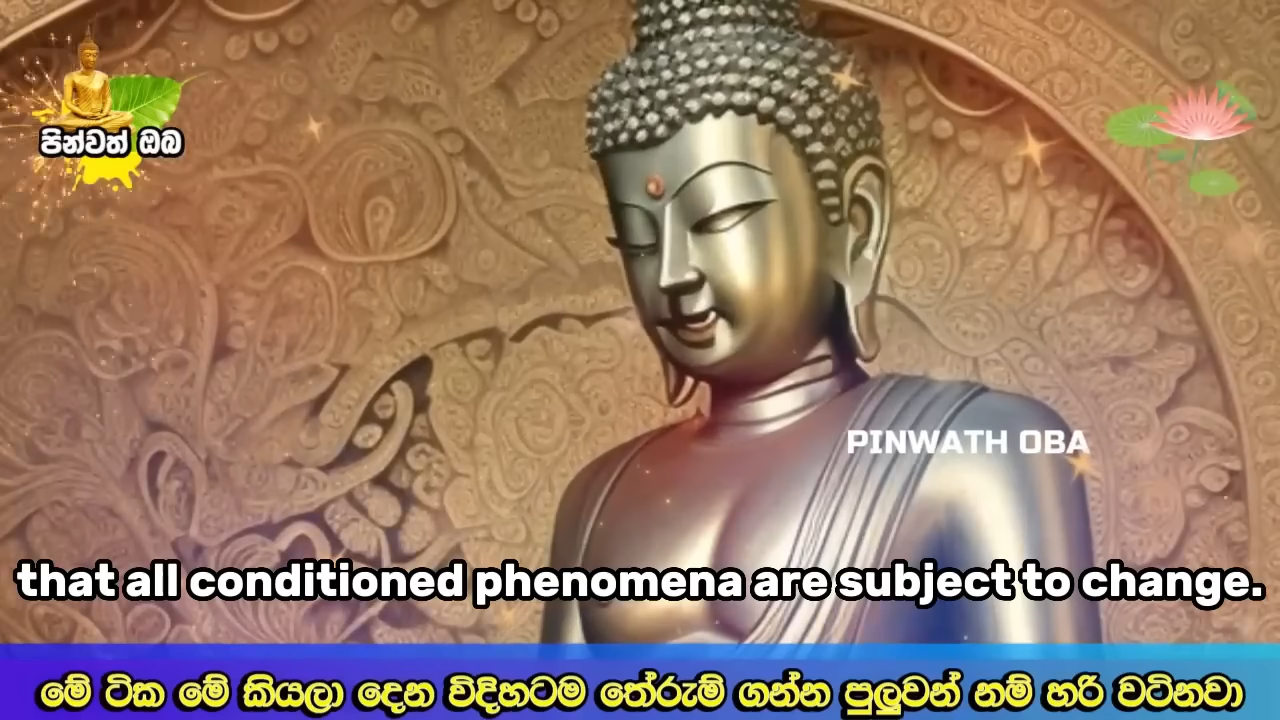 පින්වත් ඔබ
PINWATH OBA
that all conditioned phenomena are subject to change.
මේ ටික මේ කියලා දෙන විදිහටම තේරුම් ගන්න පුලුවන් නම් හරි වටිනවා